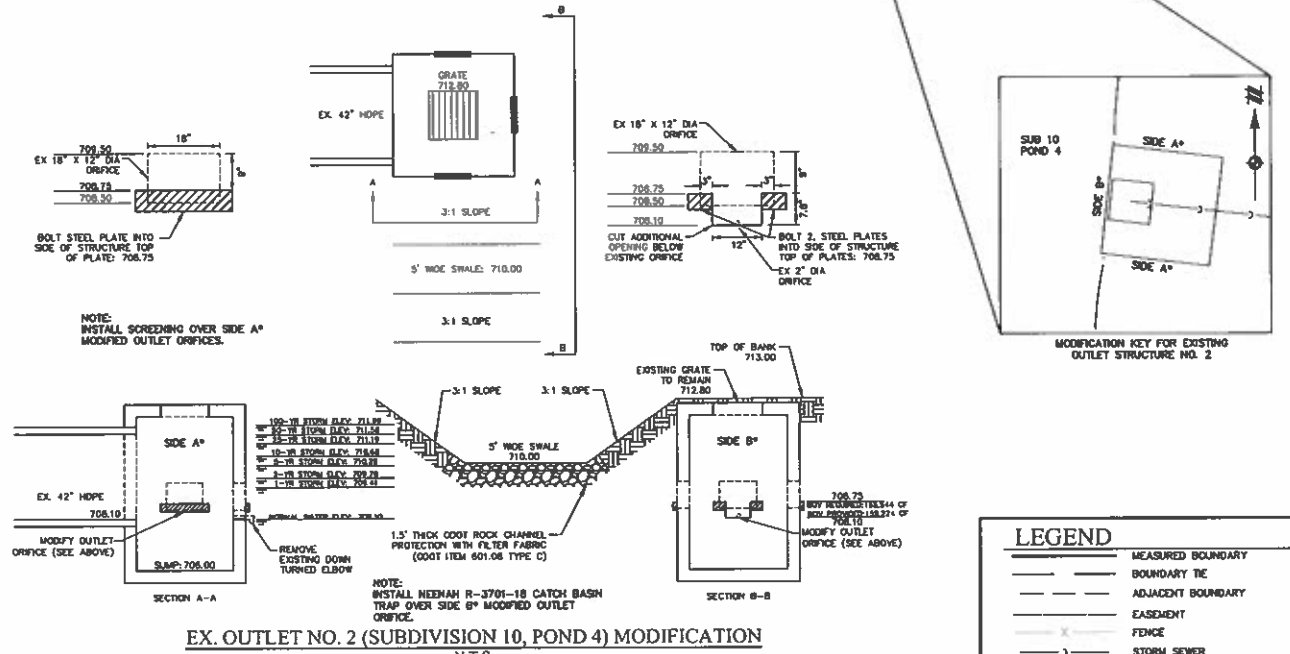 B
GRATE
712.80
EX. 42" HDPE
A
A
3:1 SLOPE
5' WIDE SWALE: 710.00
3:1 SLOPE
B
18"
709.50
EX 18" X 12" DIA
ORIFICE
9"
708.75
708.50
BOLT STEEL PLATE INTO
SIDE OF STRUCTURE TOP
OF PLATE: 708.75
NOTE:
INSTALL SCREENING OVER SIDE A*
MODIFIED OUTLET ORIFICES.
EX 18" X 12" DIA
ORIFICE
709.50
3"
3"
9"
708.75
708.50
7.8"
708.10
CUT ADDITIONAL
OPENING BELOW
EXISTING ORIFICE
12"
BOLT 2, STEEL PLATES
INTO SIDE OF STRUCTURE
TOP OF PLATES: 708.75
EX 2" DIA
ORIFICE
SUB 10
POND 4
SIDE A*
SIDE B*
SIDE A*
MODIFICATION KEY FOR EXISTING
OUTLET STRUCTURE NO. 2
SIDE A*
EX. 42" HDPE
708.10
MODIFY OUTLET
ORIFICE (SEE ABOVE)
SUMP: 706.00
REMOVE
EXISTING DOWN
TURNED ELBOW
SECTION A-A
100-YR STORM ELEV: 711.99
50-YR STORM ELEV: 711.58
25-YR STORM ELEV: 711.19
10-YR STORM ELEV: 710.68
5-YR STORM ELEV: 710.29
2-YR STORM ELEV: 709.79
1-YR STORM ELEV: 709.44
NORMAL WATER ELEV: 708.10
3:1 SLOPE
3:1 SLOPE
5' WIDE SWALE
710.00
1.5' THICK ODOT ROCK CHANNEL
PROTECTION WITH FILTER FABRIC
(ODOT ITEM 601.08 TYPE C)
NOTE:
INSTALL NEENAH R-3701-18 CATCH BASIN
TRAP OVER SIDE B* MODIFIED OUTLET
ORIFICE.
TOP OF BANK
713.00
EXISTING GRATE
TO REMAIN
712.80
SIDE B*
708.75
708.10
MODIFY OUTLET
ORIFICE (SEE ABOVE)
SECTION B-B
EX. OUTLET NO. 2 (SUBDIVISION 10, POND 4) MODIFICATION
LEGEND
MEASURED BOUNDARY
BOUNDARY TIE
ADJACENT BOUNDARY
EASEMENT
X FENCE
STORM SEWER